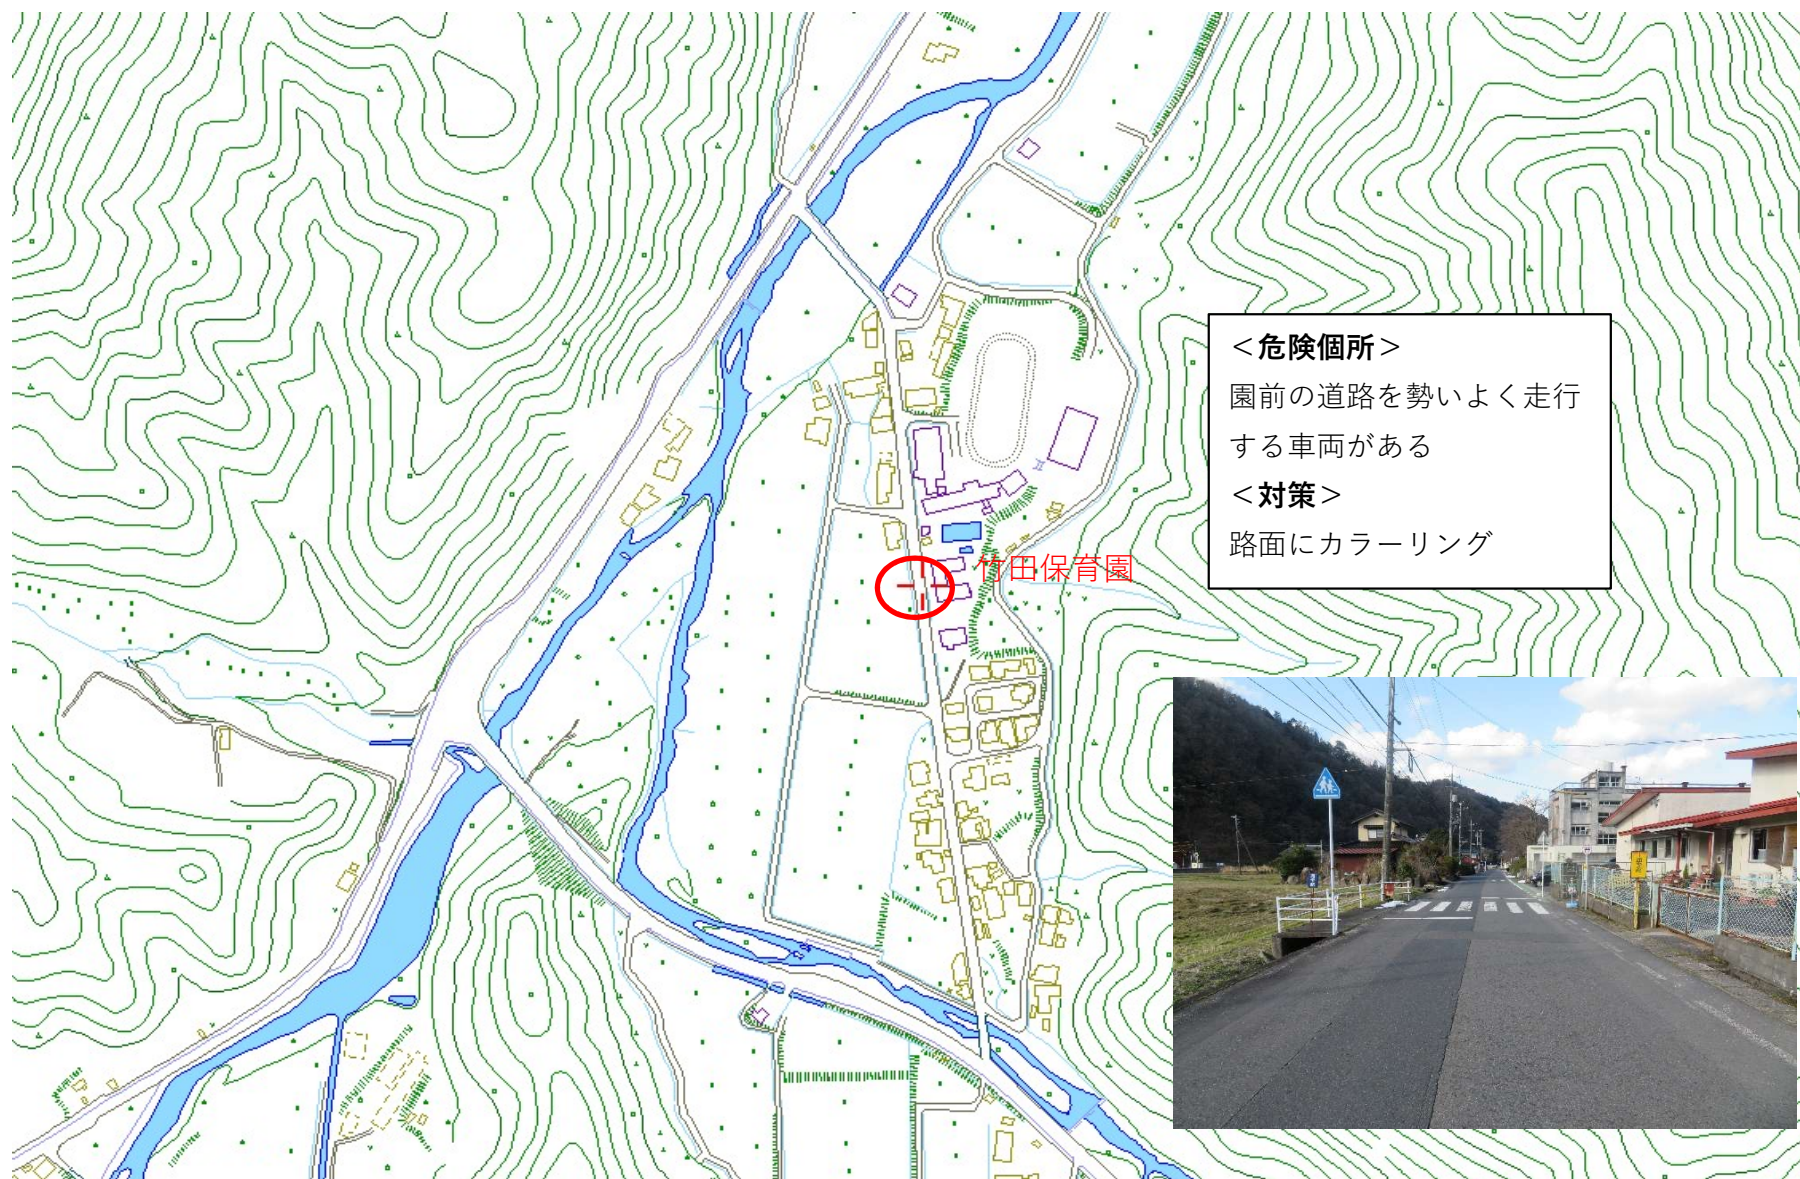 ＜危険個所＞
園前の道路を勢いよく走行
する車両がある
＜対策＞
路面にカラーリング
竹田保育園